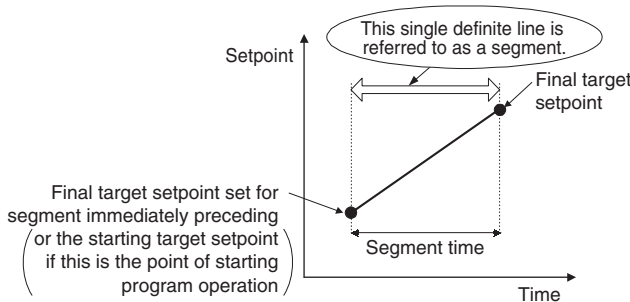 This single definite line is
referred to as a segment.
Setpoint
Final target
setpoint
Final target setpoint set for
segment immediately preceding
or the starting target setpoint
if this is the point of starting
program operation
Segment time
Time